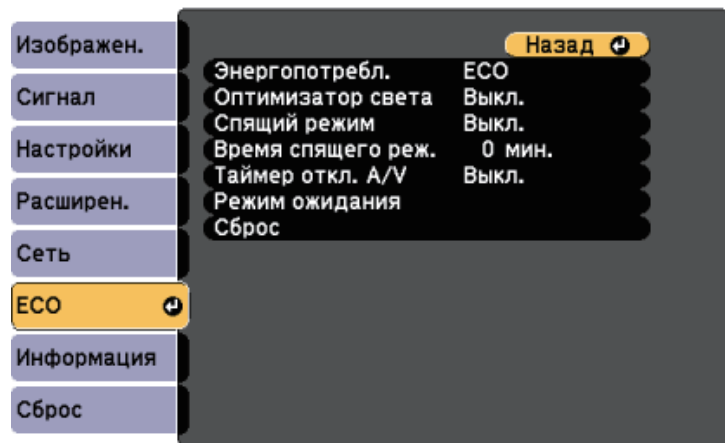 Изображен.
Сигнал
Настройки
Расширен.
Сеть
ECO
Информация
Сброс
Назад
Энергопотребл. ECO
Оптимизатор света Выкл.
Спящий режим Выкл.
Время спящего реж. 0 мин.
Таймер откл. A/V Выкл.
Режим ожидания
Сброс